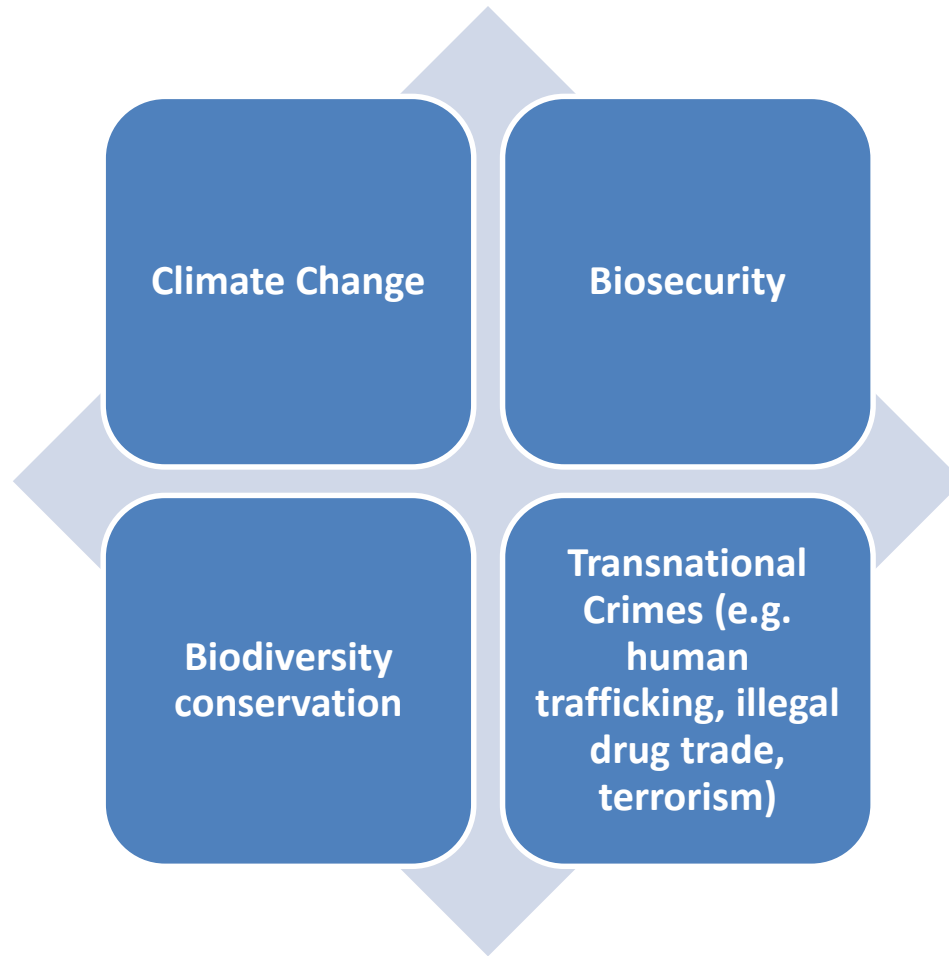 Climate Change
Biosecurity
Biodiversity
conservation
Transnational
Crimes (e.g.
human
trafficking, illegal
drug trade,
terrorism)